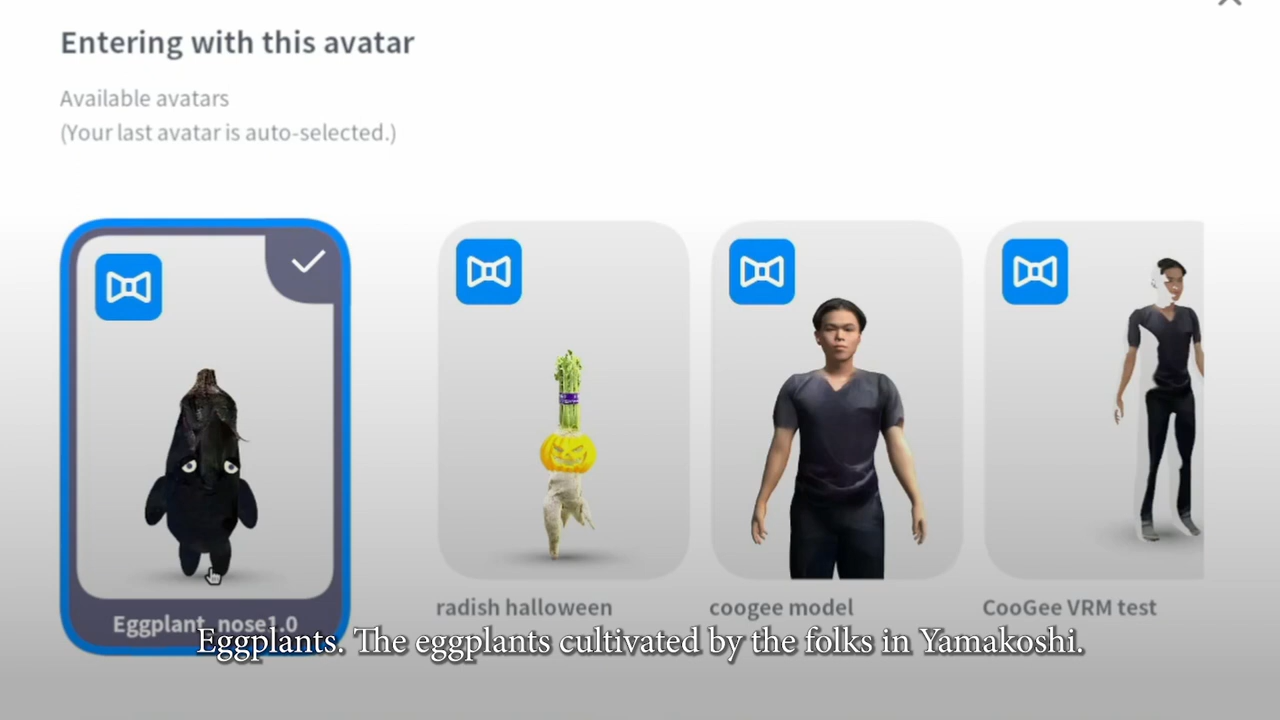 Entering with this avatar
Available avatars
(Your last avatar is auto-selected.)
Eggplant_nose1.0
radish halloween
coogee model
CooGee VRM test
Eggplants. The eggplants cultivated by the folks in Yamakoshi.